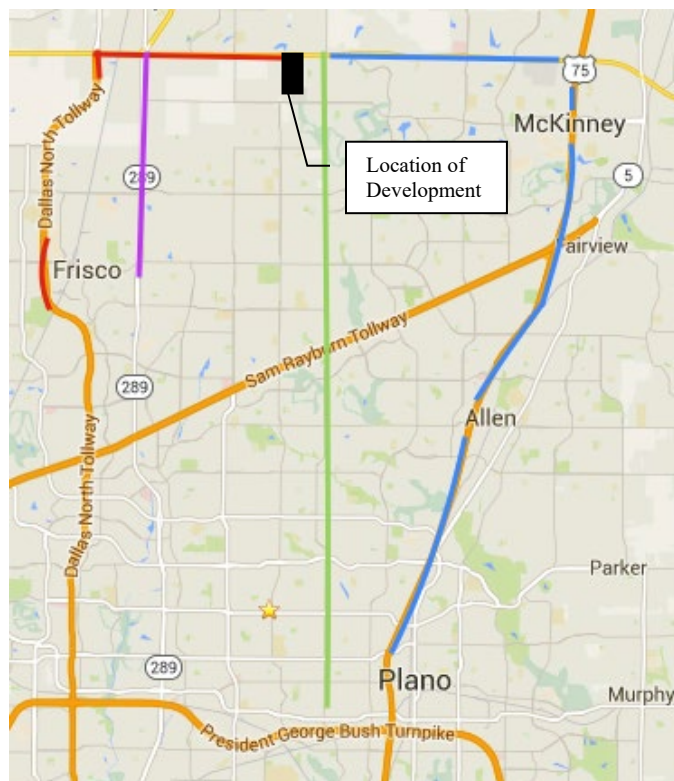 75
McKinney
Dallas North Tollway
289
Location of
Development
5
Fairview
Frisco
Sam Rayburn Tollway
289
Allen
Dallas North Tollway
Parker
289
Plano
Murphy
President George Bush Turnpike